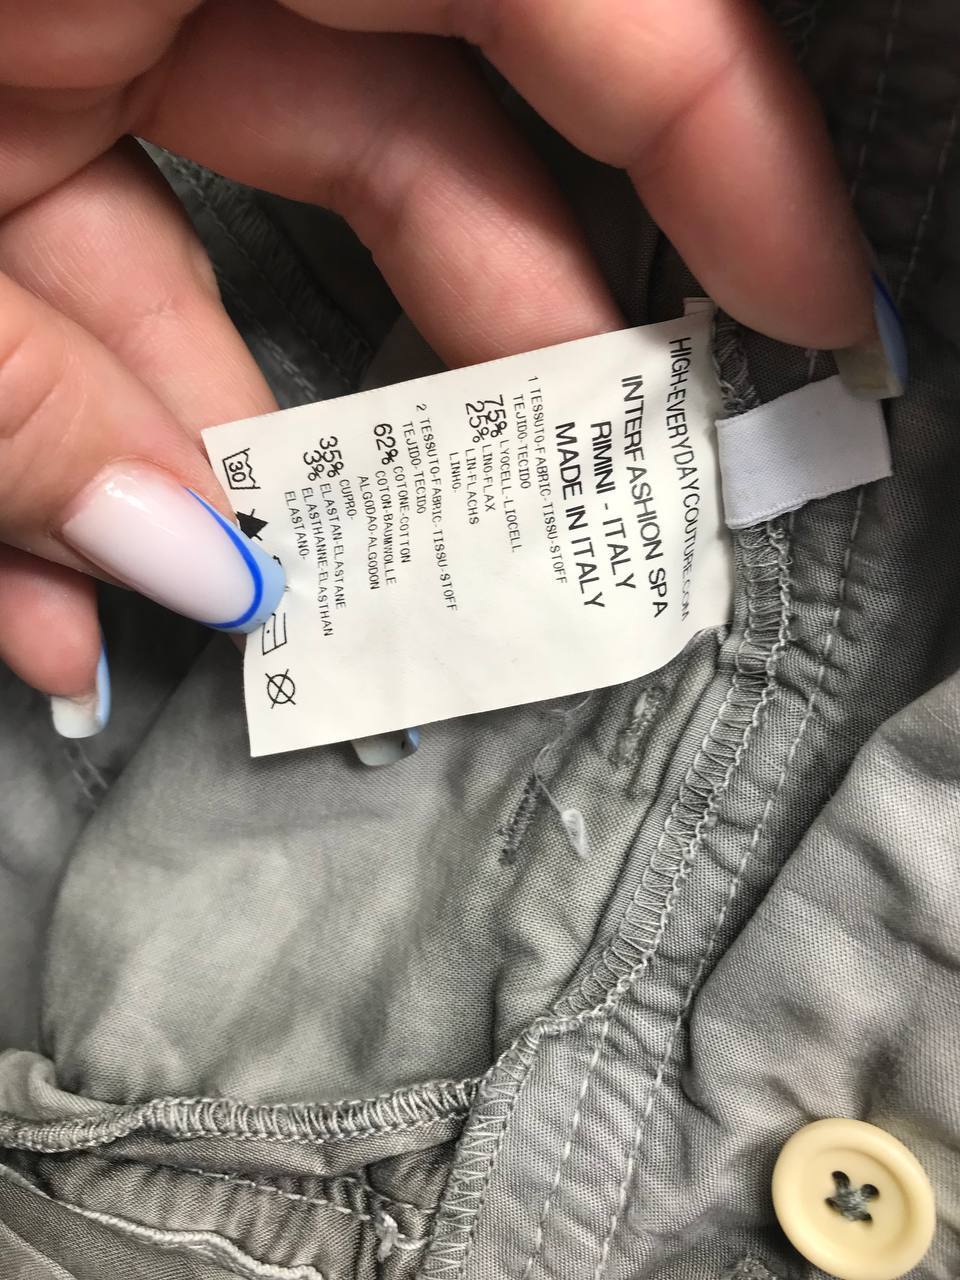 HIGH-EVERYDAYCOUTURE.COM
INTERFASHION SPA
RIMINI - ITALY
MADE IN ITALY
1 TESSUTO-FABRIC-TISSU-STOFF
TEJIDO-TECIDO
75% LYOCELL-LIOCELL
25% LINO-FLAX
LIN-FLACHS
LINHO-
2 TESSUTO-FABRIC-TISSU-STOFF
TEJIDO-TECIDO
62% COTONE-COTTON
COTON-BAUMWOLLE
ALGODAO-ALGODON
35% CUPRO-
3% ELASTAN-ELASTANE
ELASTHANNE-ELASTHAN
ELASTANO-
30